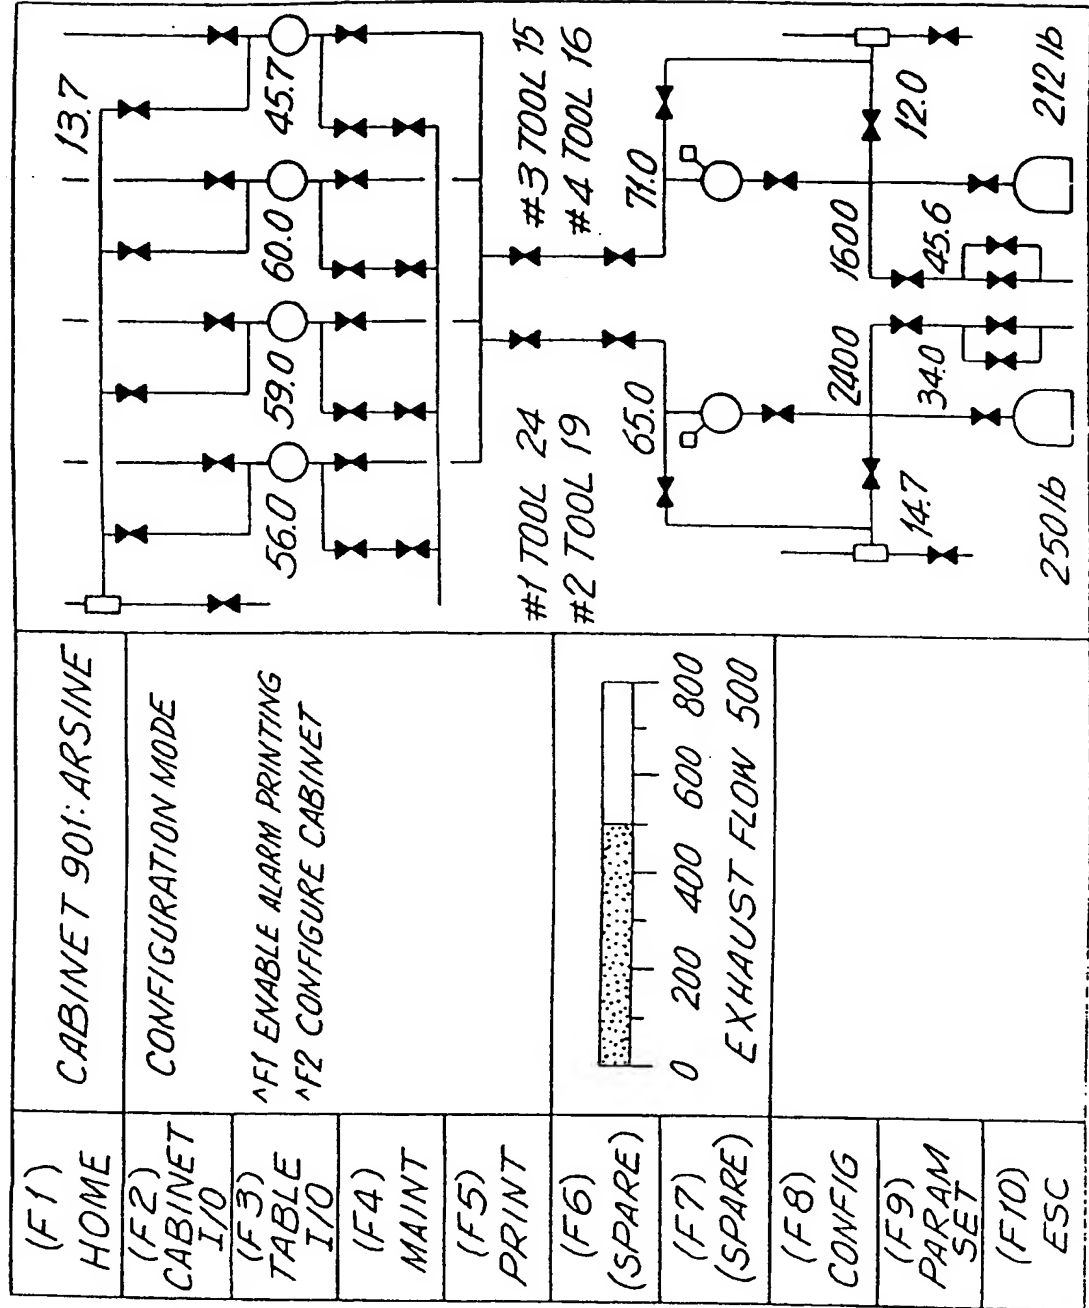 (F1)
HOME
(F2)
CABINET
I/O
(F3)
TABLE
I/O
(F4)
MAINT
(F5)
PRINT
(F6)
(SPARE)
(F7)
(SPARE)
(F8)
CONFIG
(F9)
PARAM
SET
(F10)
ESC
CABINET 901: ARSINE
CONFIGURATION MODE
^F1 ENABLE ALARM PRINTING
^F2 CONFIGURE CABINET
0 200 400 600 800
EXHAUST FLOW 500
13.7
56.0 59.0 60.0 45.7
#1 TOOL 24 #3 TOOL 15
#2 TOOL 19 #4 TOOL 16
65.0 71.0
2400 1600
14.7 34.0 45.6 12.0
250 lb 212 lb